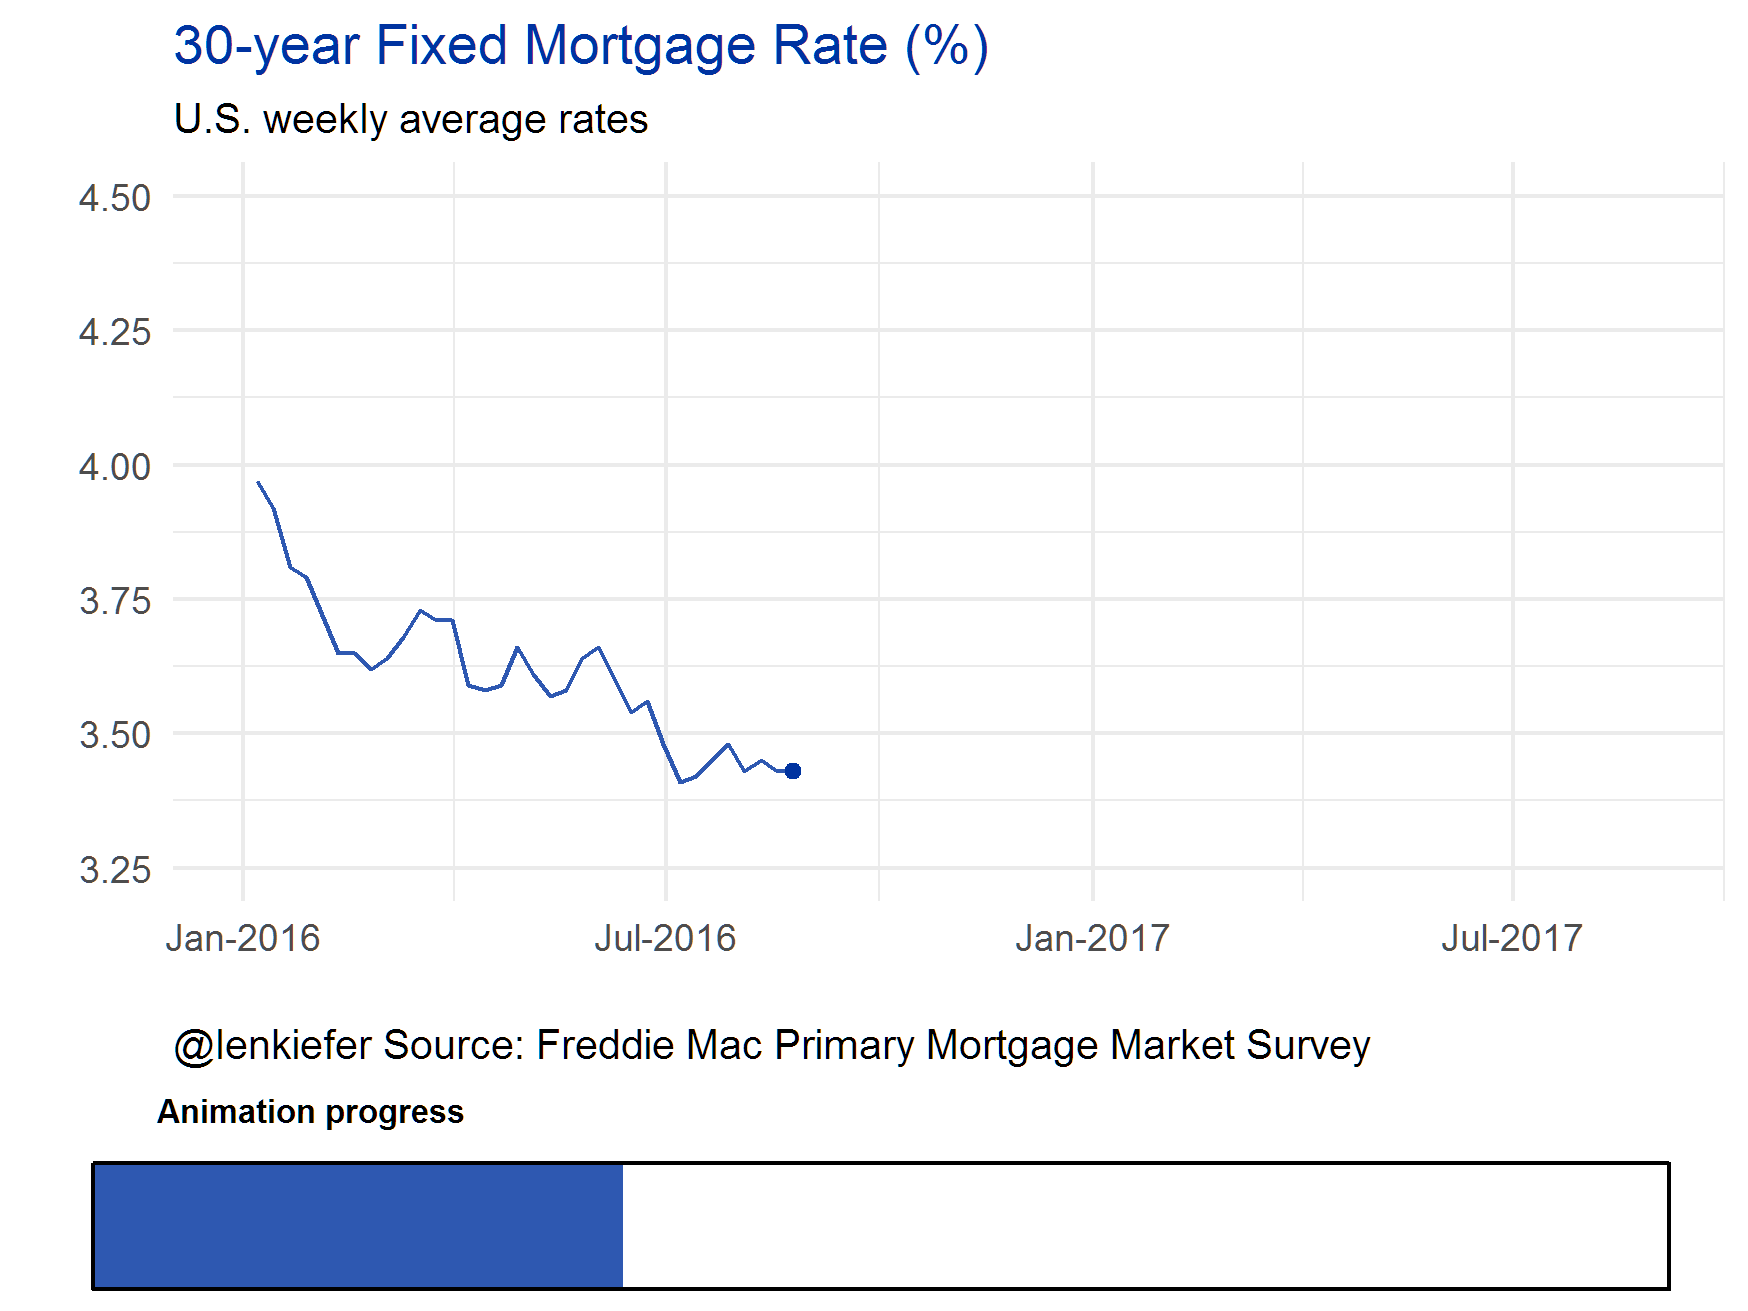 30-year Fixed Mortgage Rate (%)
U.S. weekly average rates
4.50
4.25
4.00
3.75
3.50
3.25
Jan-2016 Jul-2016 Jan-2017 Jul-2017
@lenkiefer Source: Freddie Mac Primary Mortgage Market Survey
Animation progress